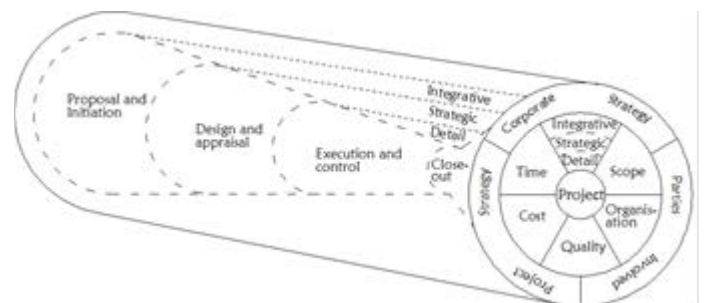 Proposal and
Initiation
Design and
appraisal
Execution and
control
Close-
out
Integrative
Strategic
Detail
Corporate
Strategy
Parties
Involved
Project
Strategy
Integrative
Strategic
Detail
Time
Scope
Project
Cost
Organis-
ation
Quality